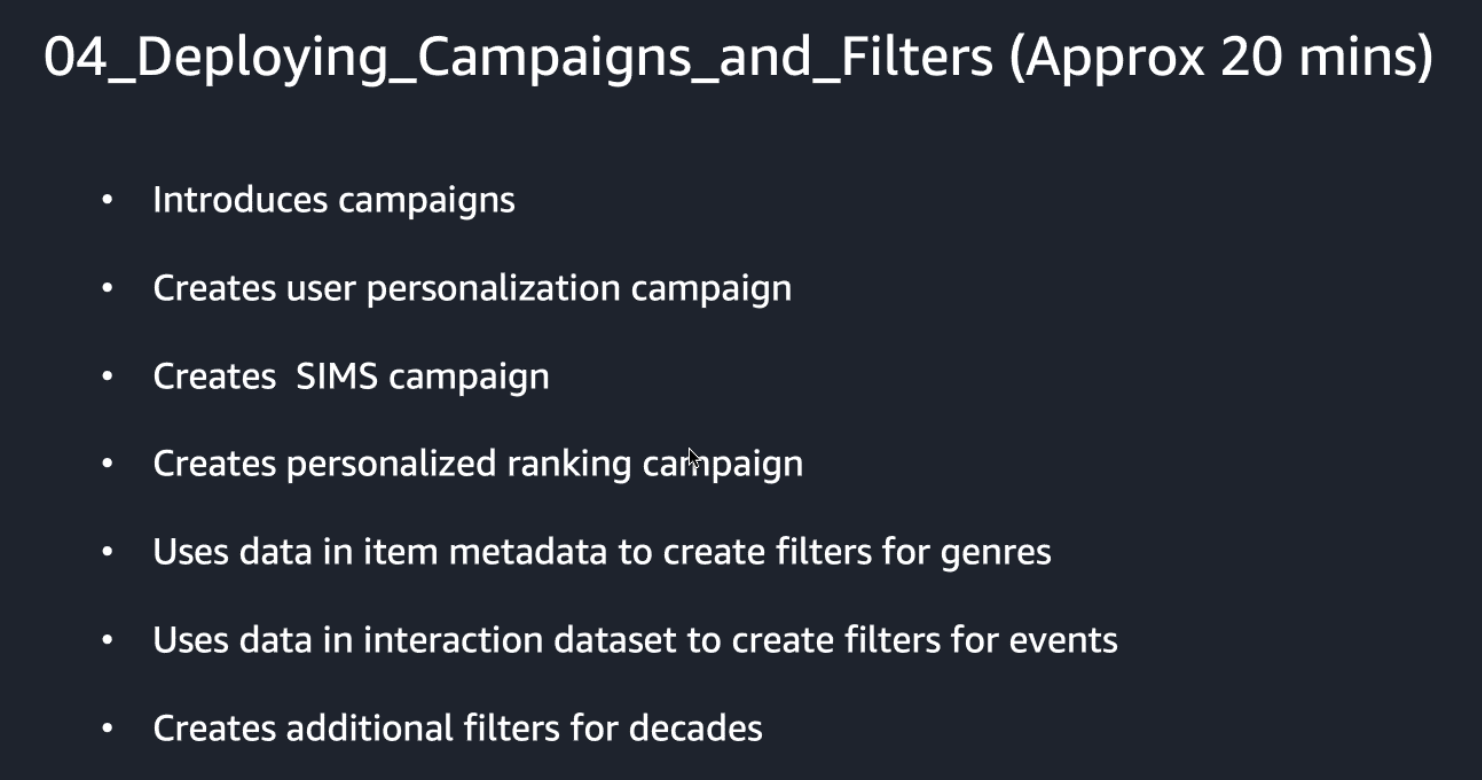 04_Deploying_Campaigns_and_Filters (Approx 20 mins)
• Introduces campaigns
• Creates user personalization campaign
• Creates  SIMS campaign
• Creates personalized ranking campaign
• Uses data in item metadata to create filters for genres
• Uses data in interaction dataset to create filters for events
• Creates additional filters for decades